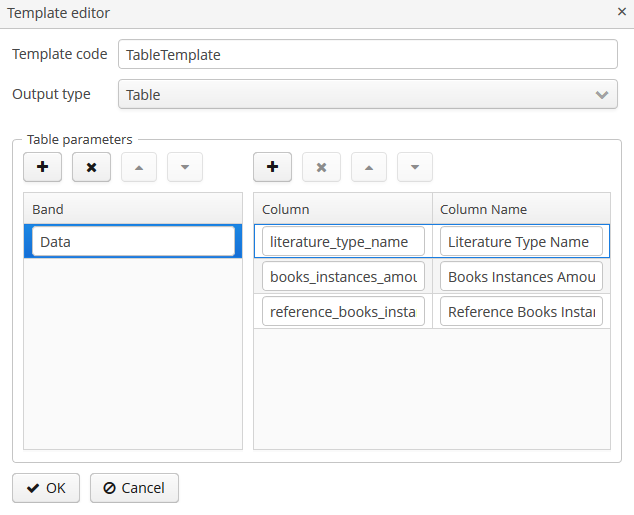 Template editor
Template code TableTemplate
Output type Table
Table parameters
Band Column Column Name
Data literature_type_name Literature Type Name
books_instances_amou Books Instances Amou
reference_books_insta Reference Books Instan
OK Cancel